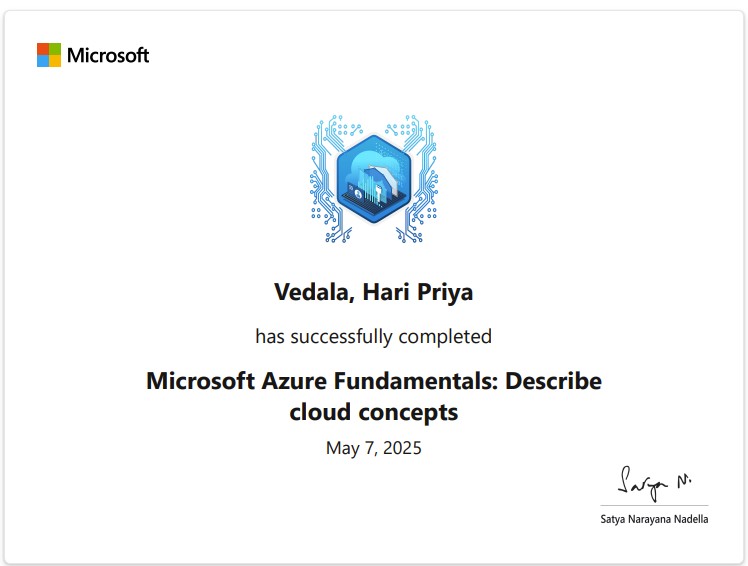 Microsoft
Vedala, Hari Priya
has successfully completed
Microsoft Azure Fundamentals: Describe
cloud concepts
May 7, 2025
Satya N.
Satya Narayana Nadella